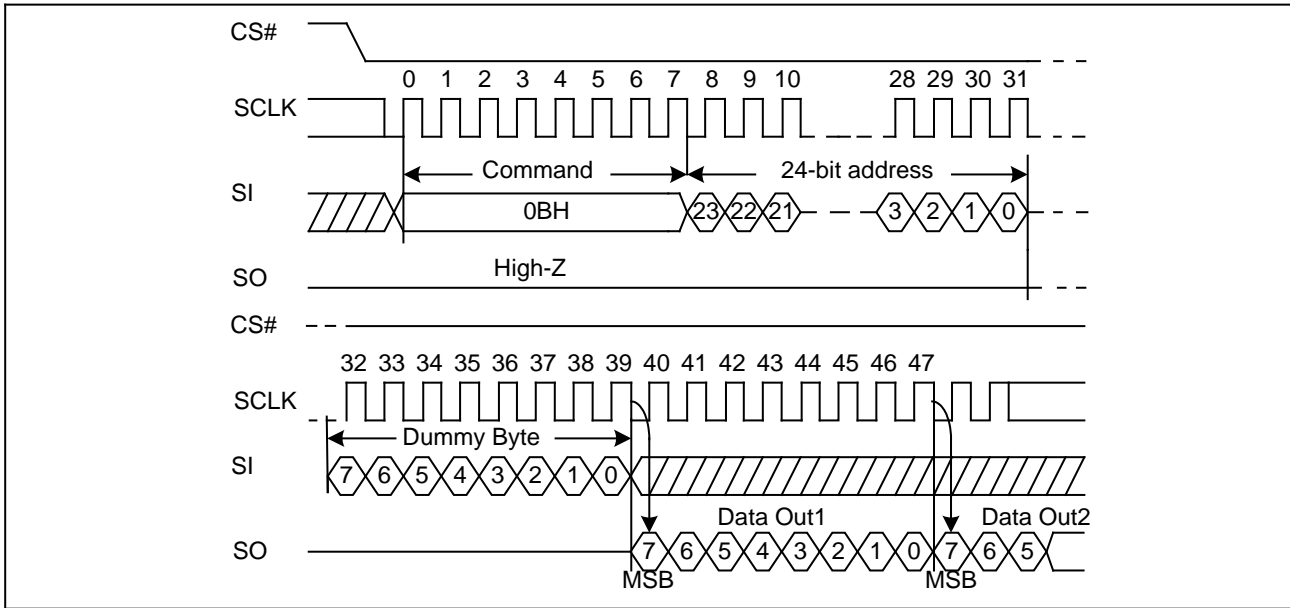 CS#
0 1 2 3 4 5 6 7 8 9 10 28 29 30 31
SCLK
Command 24-bit address
SI
0BH 23 22 21 3 2 1 0
High-Z
SO
CS#
32 33 34 35 36 37 38 39 40 41 42 43 44 45 46 47
SCLK
Dummy Byte
SI
7 6 5 4 3 2 1 0
Data Out1 Data Out2
SO
7 6 5 4 3 2 1 0 7 6 5
MSB MSB